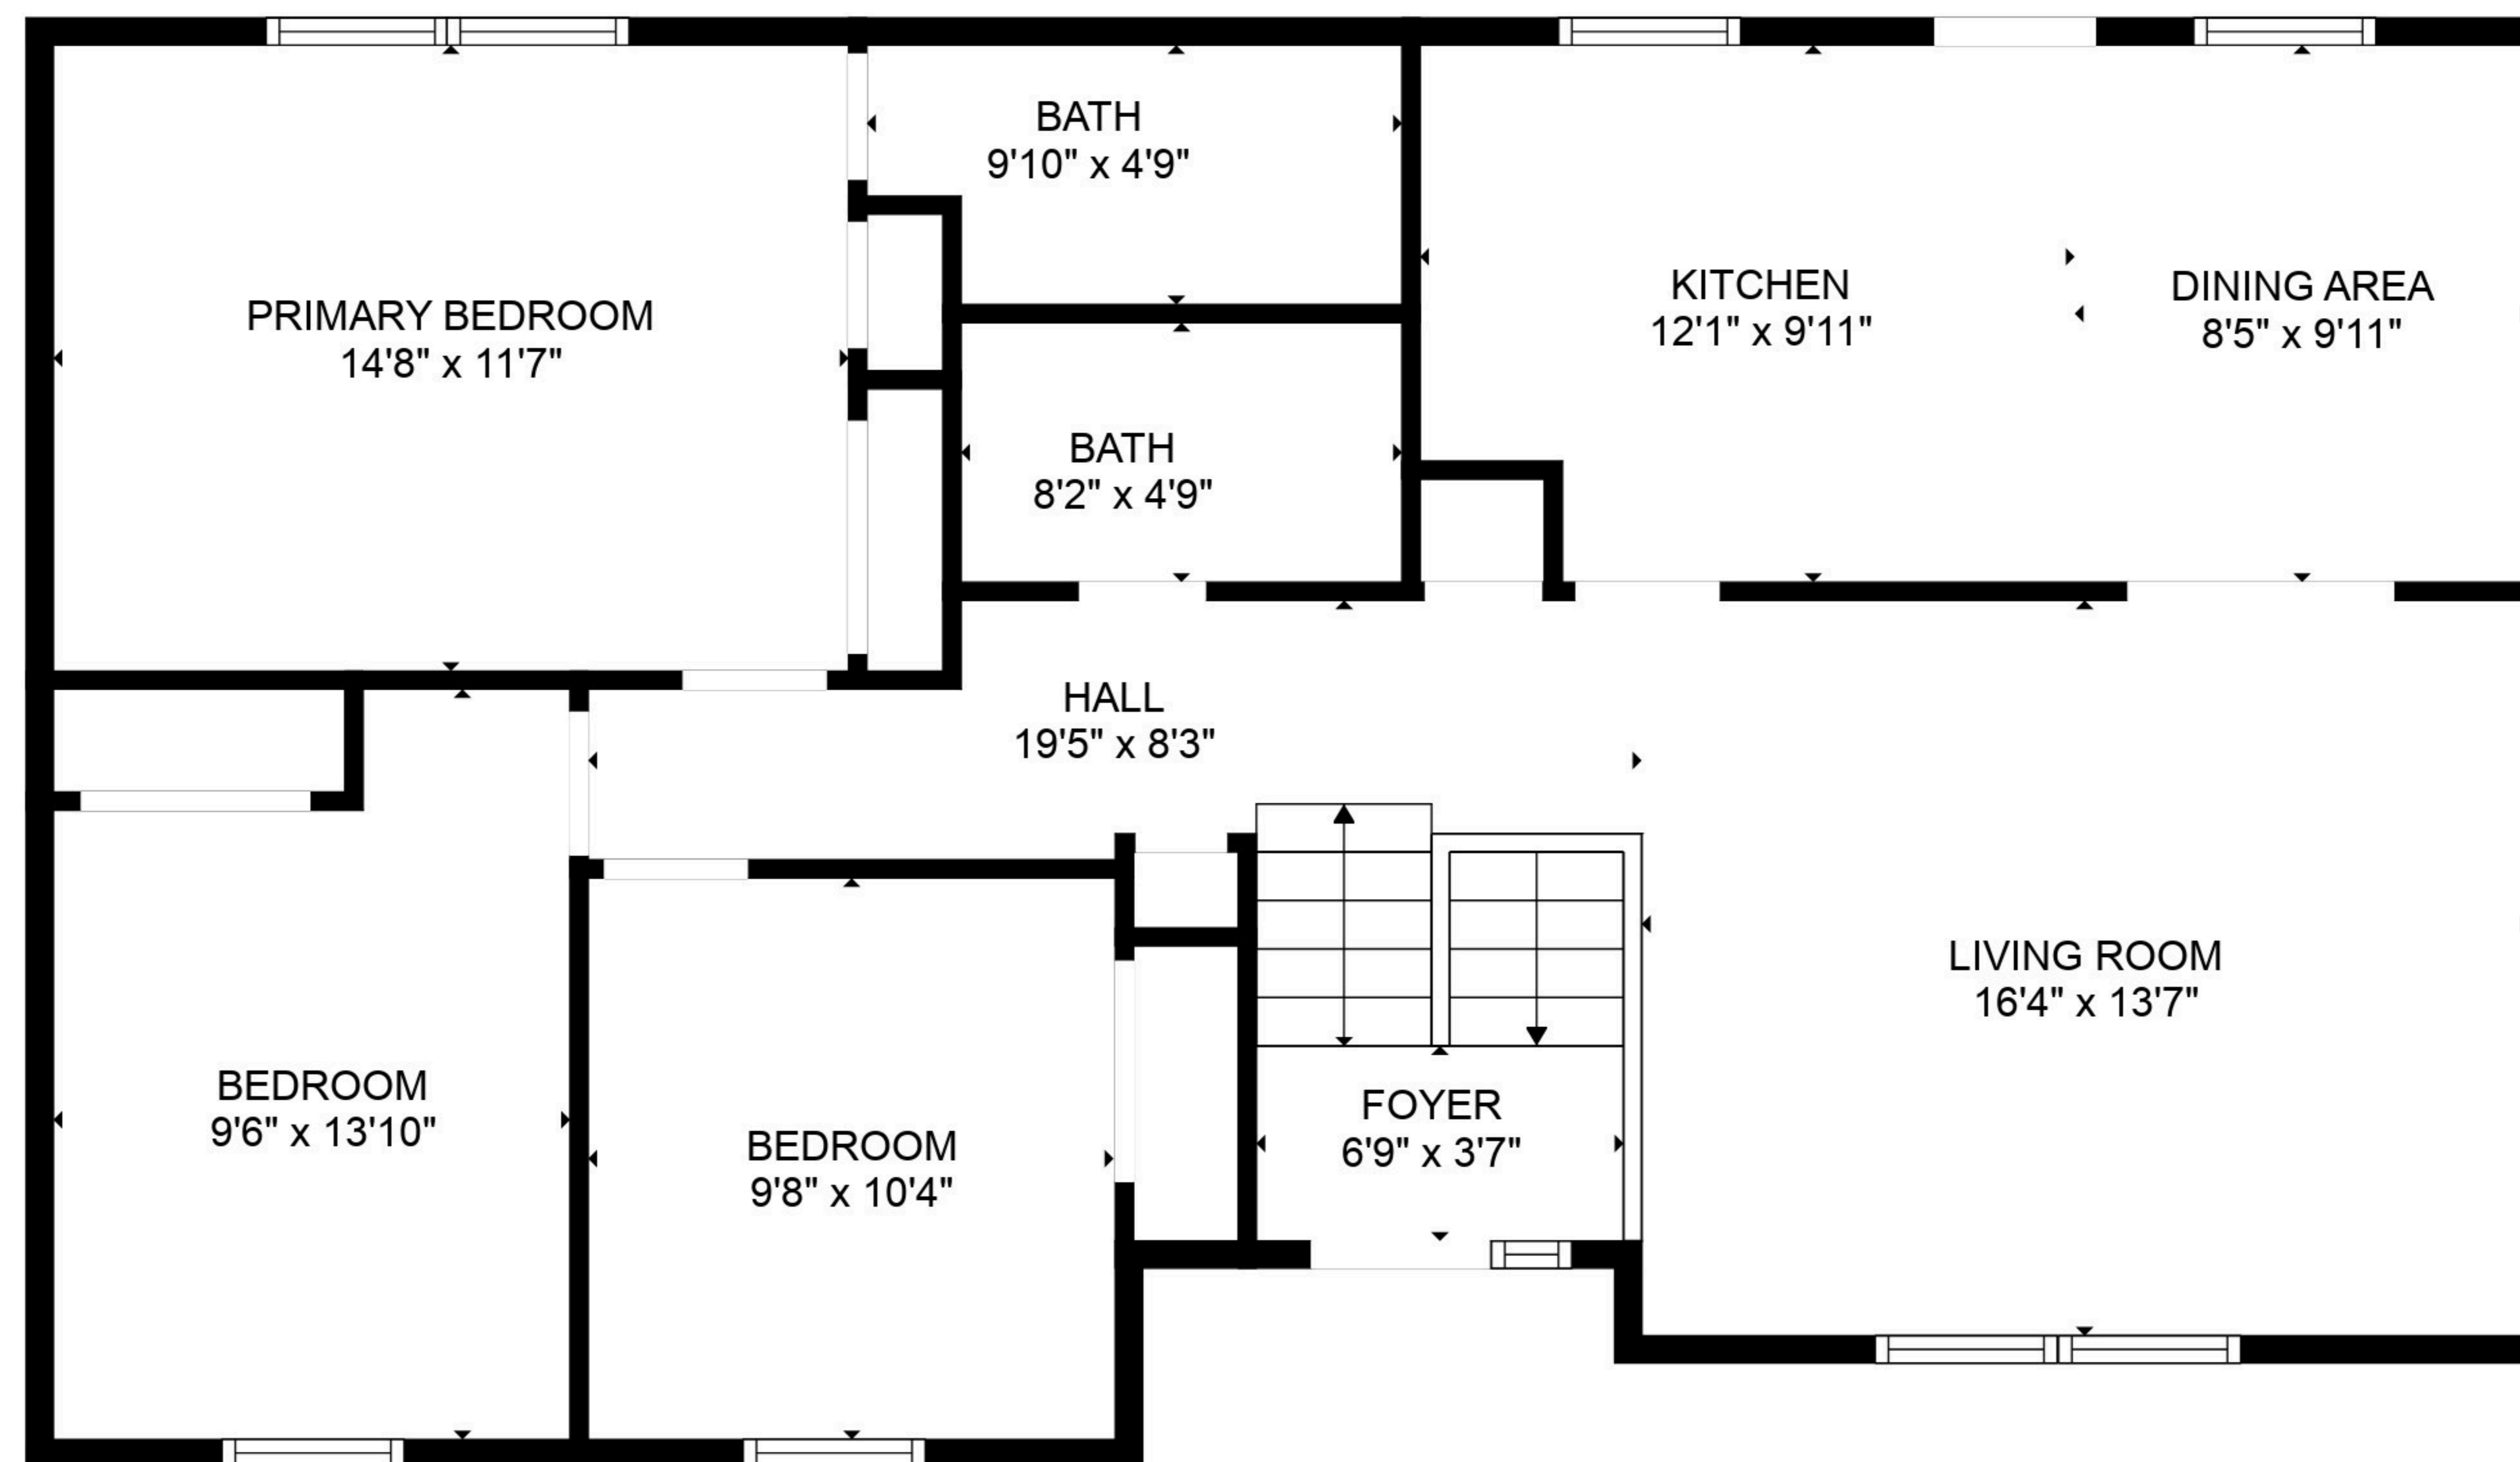 BATH
9'10" x 4'9"
PRIMARY BEDROOM
14'8" x 11'7"
KITCHEN
12'1" x 9'11"
DINING AREA
8'5" x 9'11"
BATH
8'2" x 4'9"
HALL
19'5" x 8'3"
LIVING ROOM
16'4" x 13'7"
BEDROOM
9'6" x 13'10"
BEDROOM
9'8" x 10'4"
FOYER
6'9" x 3'7"